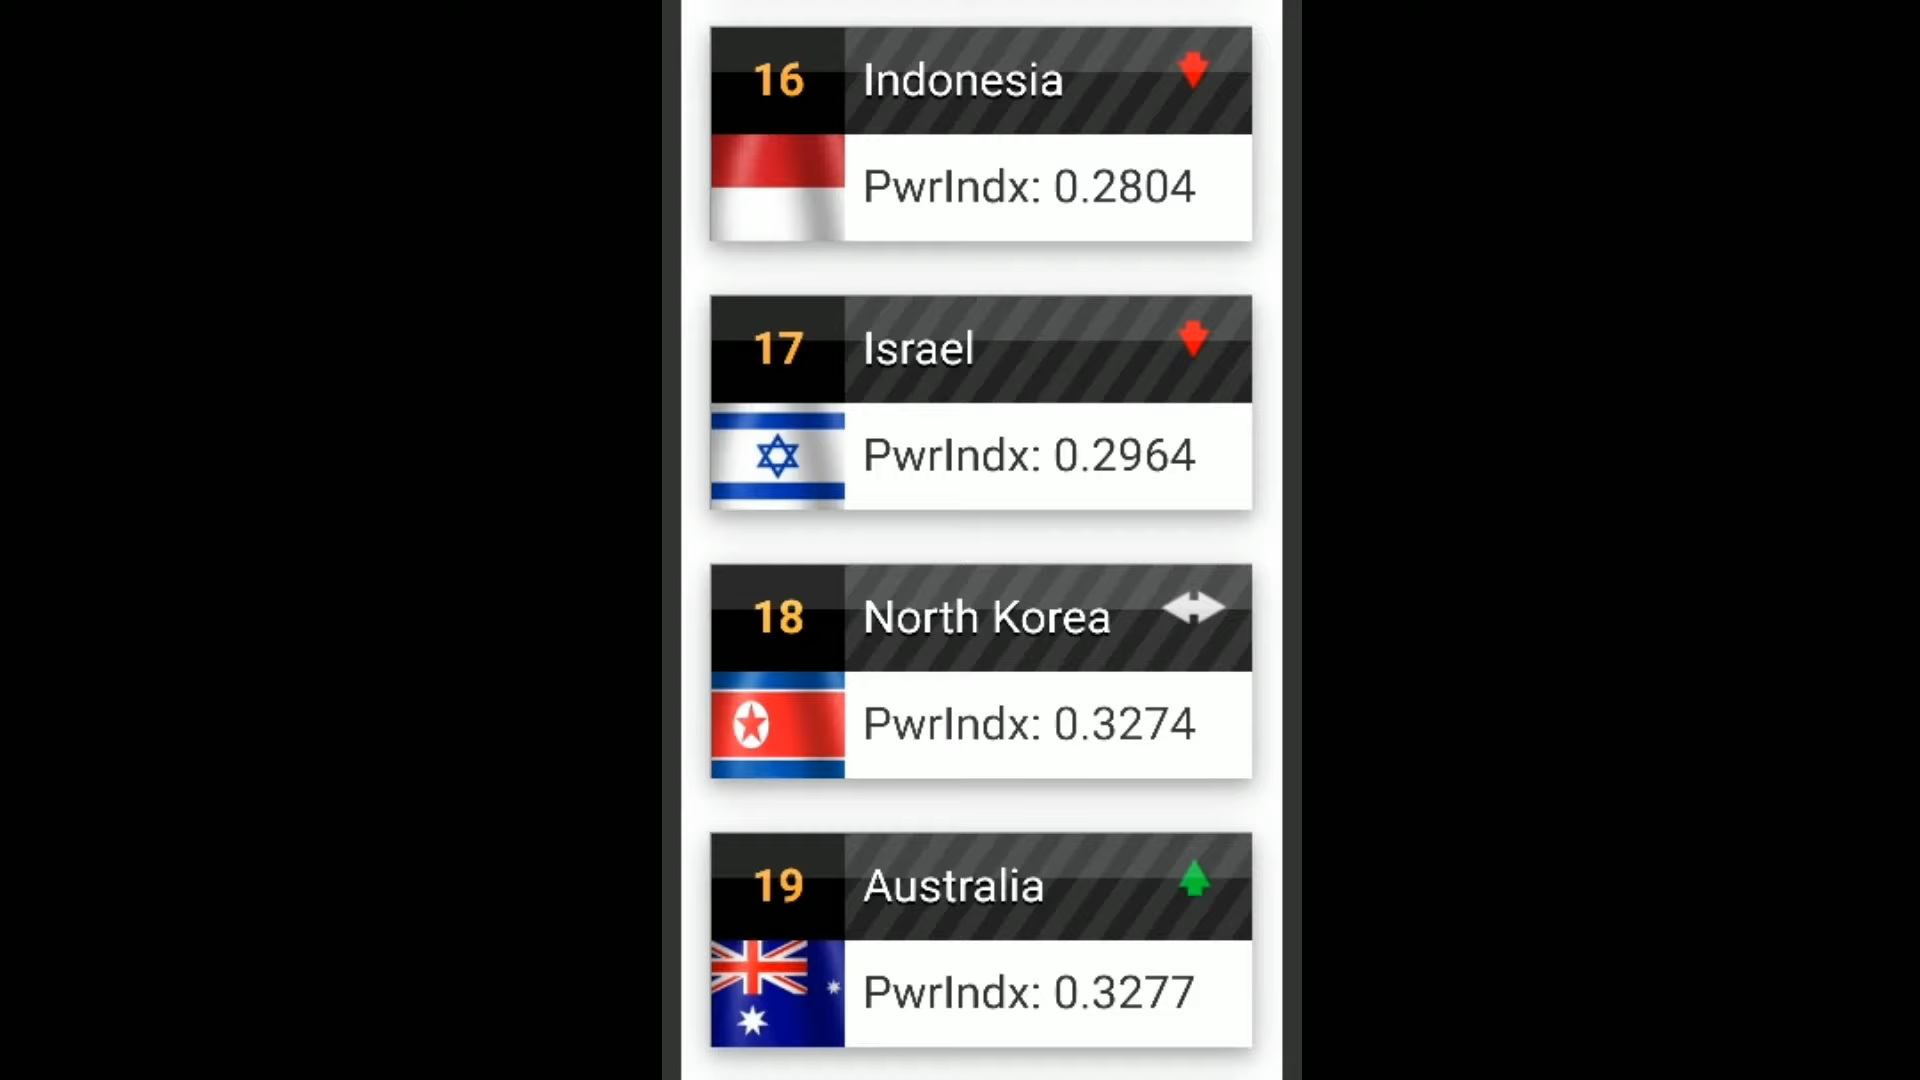 16 Indonesia
PwrIndx: 0.2804
17 Israel
PwrIndx: 0.2964
18 North Korea
PwrIndx: 0.3274
19 Australia
PwrIndx: 0.3277